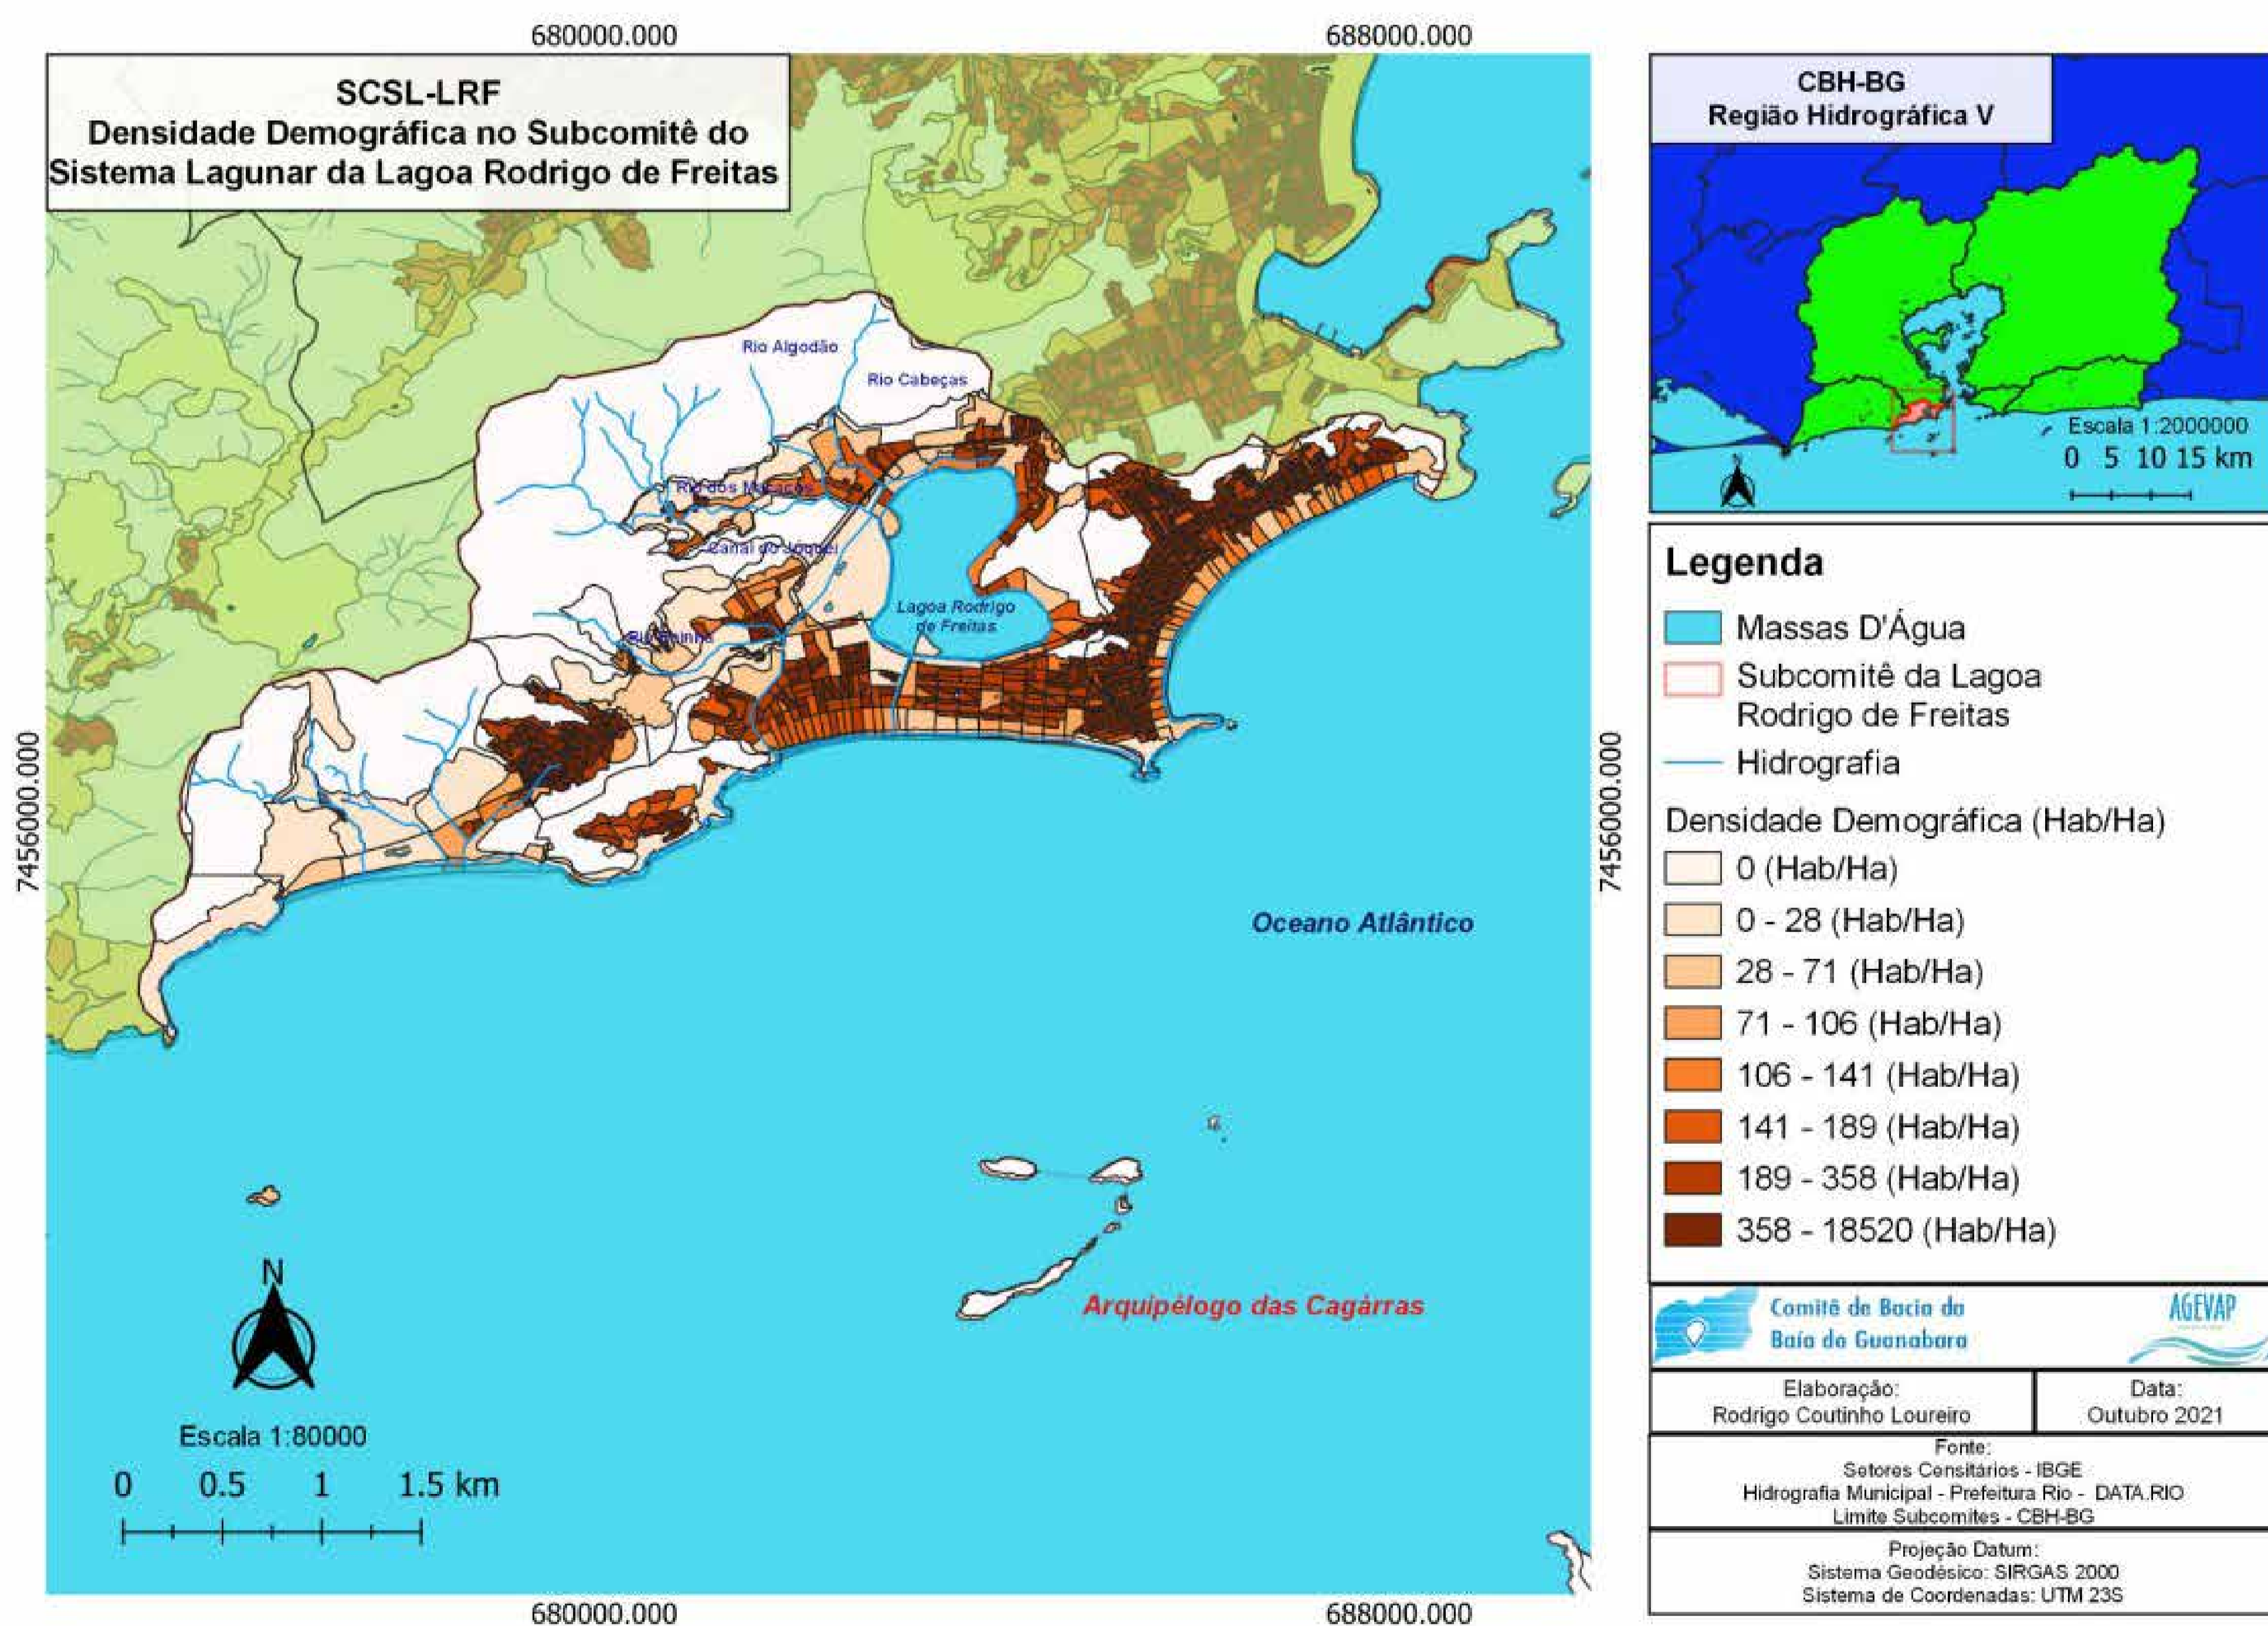 680000.000
688000.000
SCSL-LRF
Densidade Demográfica no Subcomitê do
Sistema Lagunar da Lagoa Rodrigo de Freitas
CBH-BG
Região Hidrográfica V
Escala 1:2000000
0 5 10 15 km
N
Rio Algodão
Rio Cabeças
Rio dos Macacos
Canal do Jóquei
Lagoa Rodrigo
de Freitas
Rio
7456000.000
7456000.000
Oceano Atlântico
Arquipélogo das Cagárras
N
Escala 1:80000
0 0.5 1 1.5 km
680000.000
688000.000
Legenda
Massas D'Água
Subcomitê da Lagoa
Rodrigo de Freitas
Hidrografia
Densidade Demográfica (Hab/Ha)
0 (Hab/Ha)
0 - 28 (Hab/Ha)
28 - 71 (Hab/Ha)
71 - 106 (Hab/Ha)
106 - 141 (Hab/Ha)
141 - 189 (Hab/Ha)
189 - 358 (Hab/Ha)
358 - 18520 (Hab/Ha)
Comitê de Bacia da
Baía de Guanabara
AGEVAP
Elaboração:
Rodrigo Coutinho Loureiro
Data:
Outubro 2021
Fonte:
Setores Censitários - IBGE
Hidrografia Municipal - Prefeitura Rio - DATA.RIO
Limite Subcomites - CBH-BG
Projeção Datum:
Sistema Geodésico: SIRGAS 2000
Sistema de Coordenadas: UTM 23S